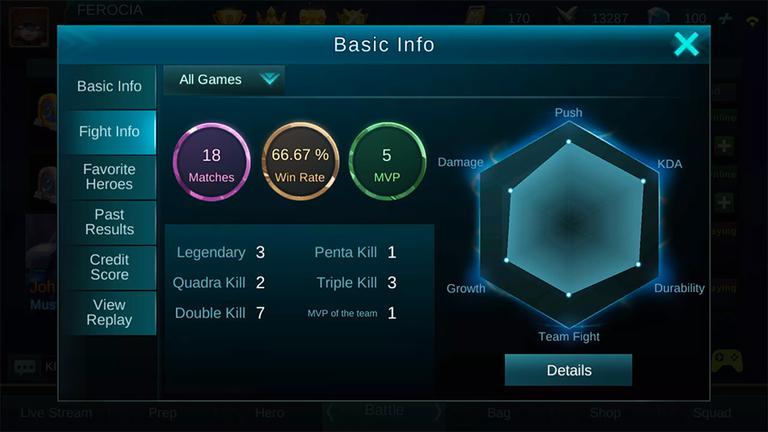 FEROCIA
170
13287
100
Basic Info
Basic Info
Fight Info
Favorite
Heroes
Past
Results
Credit
Score
View
Replay
All Games
18
Matches
66.67 %
Win Rate
5
MVP
Legendary 3
Penta Kill 1
Quadra Kill 2
Triple Kill 3
Double Kill 7
MVP of the team 1
Push
Damage
KDA
Growth
Durability
Team Fight
Details
Live Stream
Prep
Hero
Battle
Bag
Shop
Squad